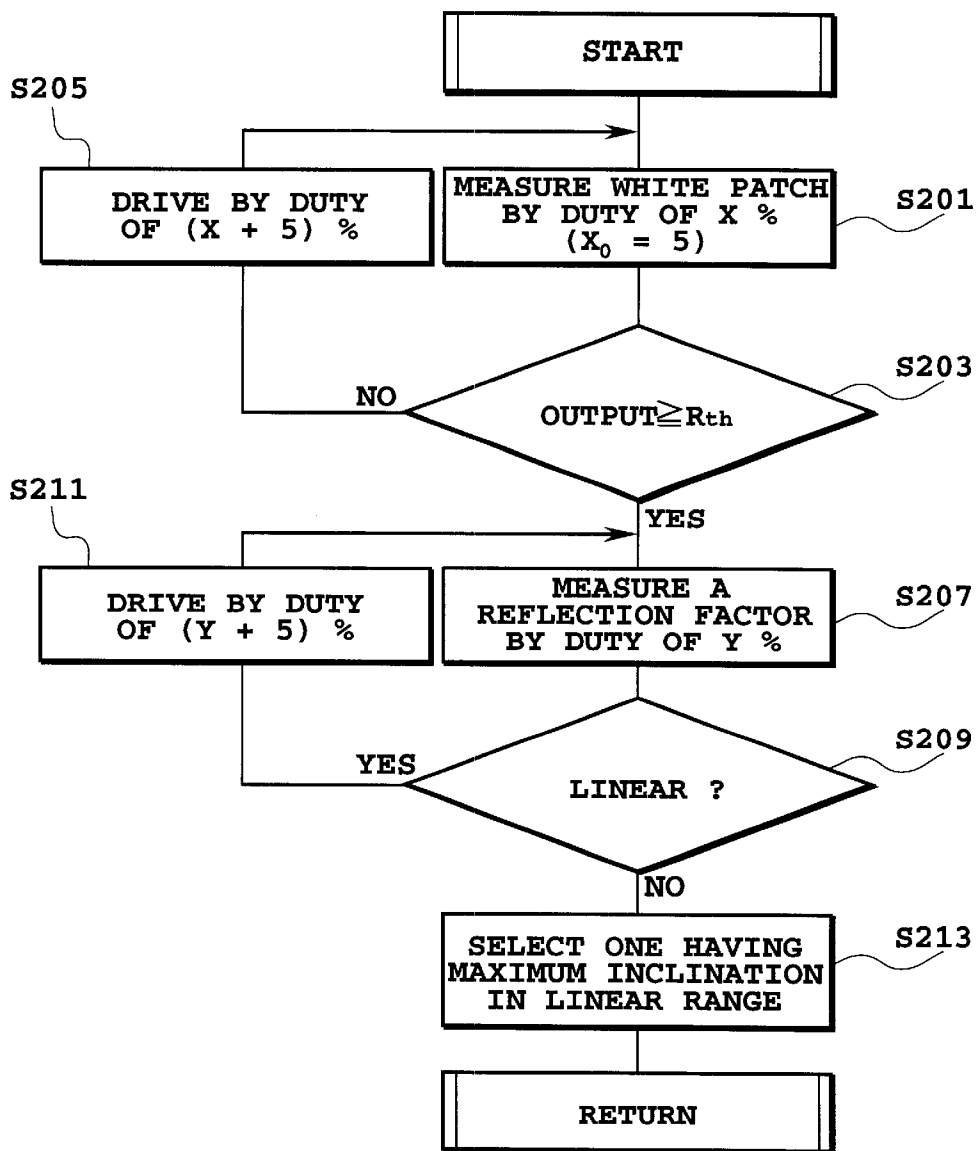 START
S205
DRIVE BY DUTY
OF (X + 5) %
MEASURE WHITE PATCH
BY DUTY OF X %
(X₀ = 5)
S201
S203
NO
OUTPUT≧Rth
YES
S211
DRIVE BY DUTY
OF (Y + 5) %
MEASURE A
REFLECTION FACTOR
BY DUTY OF Y %
S207
S209
YES
LINEAR ?
NO
SELECT ONE HAVING
MAXIMUM INCLINATION
IN LINEAR RANGE
S213
RETURN